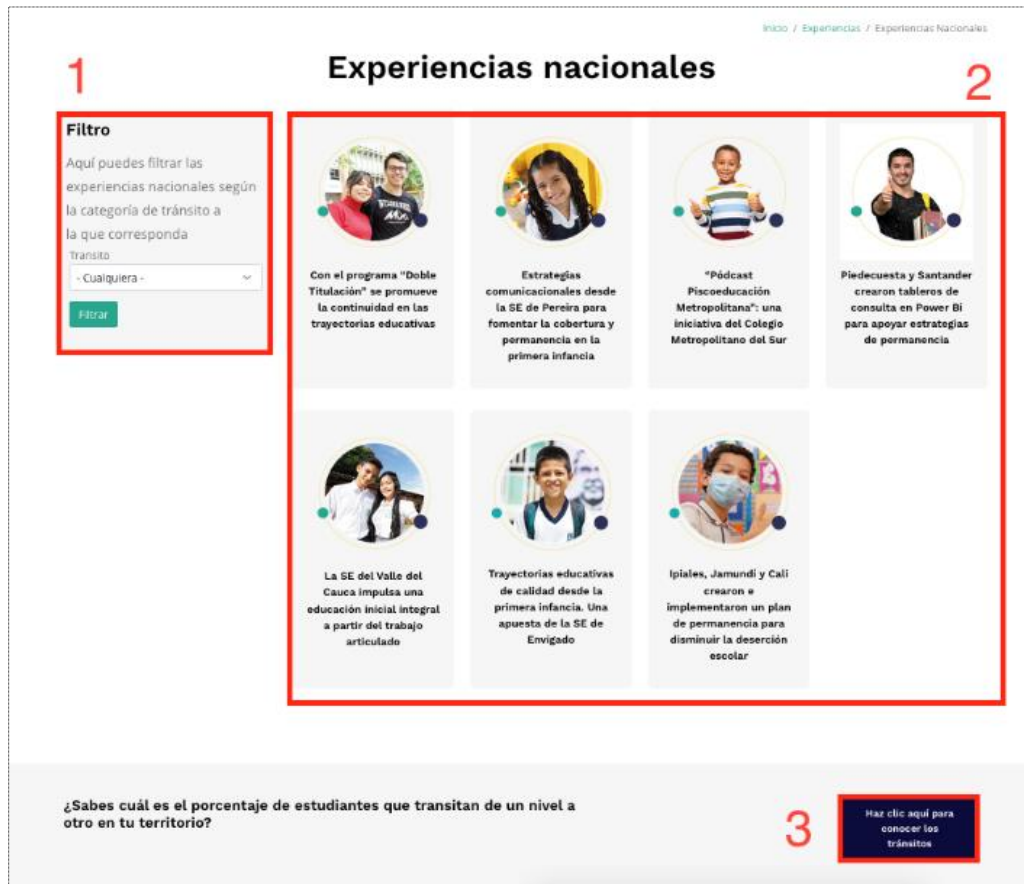 Inicio / Experiencias / Experiencias Nacionales
1
Experiencias nacionales
2
Filtro
Aquí puedes filtrar las
experiencias nacionales según
la categoría de tránsito a
la que corresponda
Transito
- Cualquiera -
Filtrar
Con el programa "Doble
Titulación" se promueve
la continuidad en las
trayectorias educativas
Estrategias
comunicacionales desde
la SE de Pereira para
fomentar la cobertura y
permanencia en la
primera infancia
"Pódcast
Piscoeducación
Metropolitana": una
iniciativa del Colegio
Metropolitano del Sur
Piedecuesta y Santander
crearon tableros de
consulta en Power Bi
para apoyar estrategias
de permanencia
La SE del Valle del
Cauca impulsa una
educación inicial integral
a partir del trabajo
articulado
Trayectorias educativas
de calidad desde la
primera infancia. Una
apuesta de la SE de
Envigado
Ipiales, Jamundí y Cali
crearon e
implementaron un plan
de permanencia para
disminuir la deserción
escolar
¿Sabes cuál es el porcentaje de estudiantes que transitan de un nivel a
otro en tu territorio?
3
Haz clic aquí para
conocer los
tránsitos